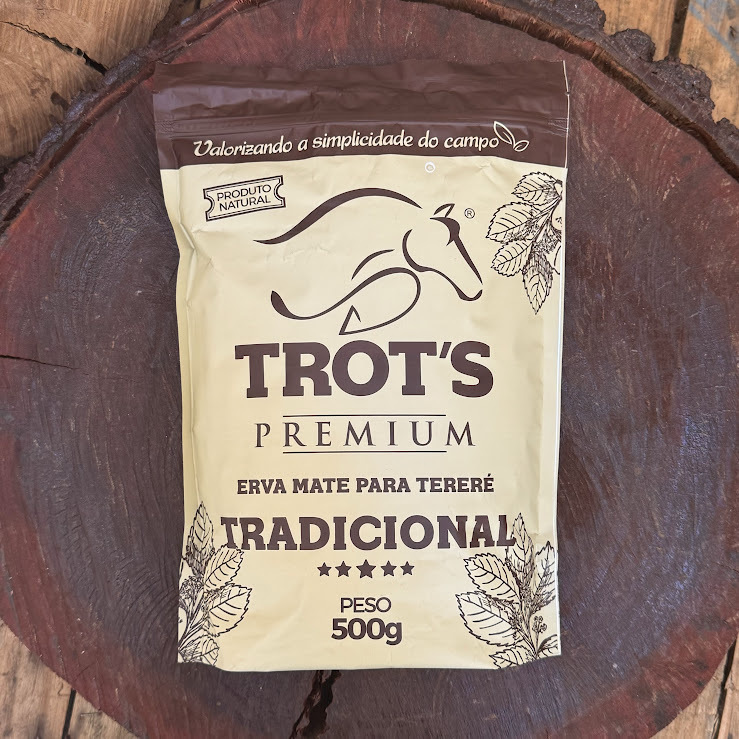 Valorizando a simplicidade do campo
PRODUTO
NATURAL
®
TROT'S
PREMIUM
ERVA MATE PARA TERERÉ
TRADICIONAL
PESO
500g